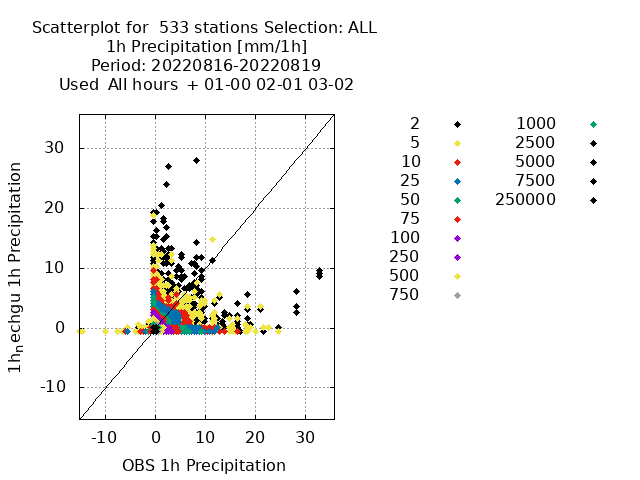 Scatterplot for  533 stations Selection: ALL
1h Precipitation [mm/1h]
Period: 20220816-20220819
Used  All hours  + 01-00 02-01 03-02
30
20
10
0
-10
-10 0 10 20 30
1hnechgu 1h Precipitation
OBS 1h Precipitation
2
5
10
25
50
75
100
250
500
750
1000
2500
5000
7500
250000